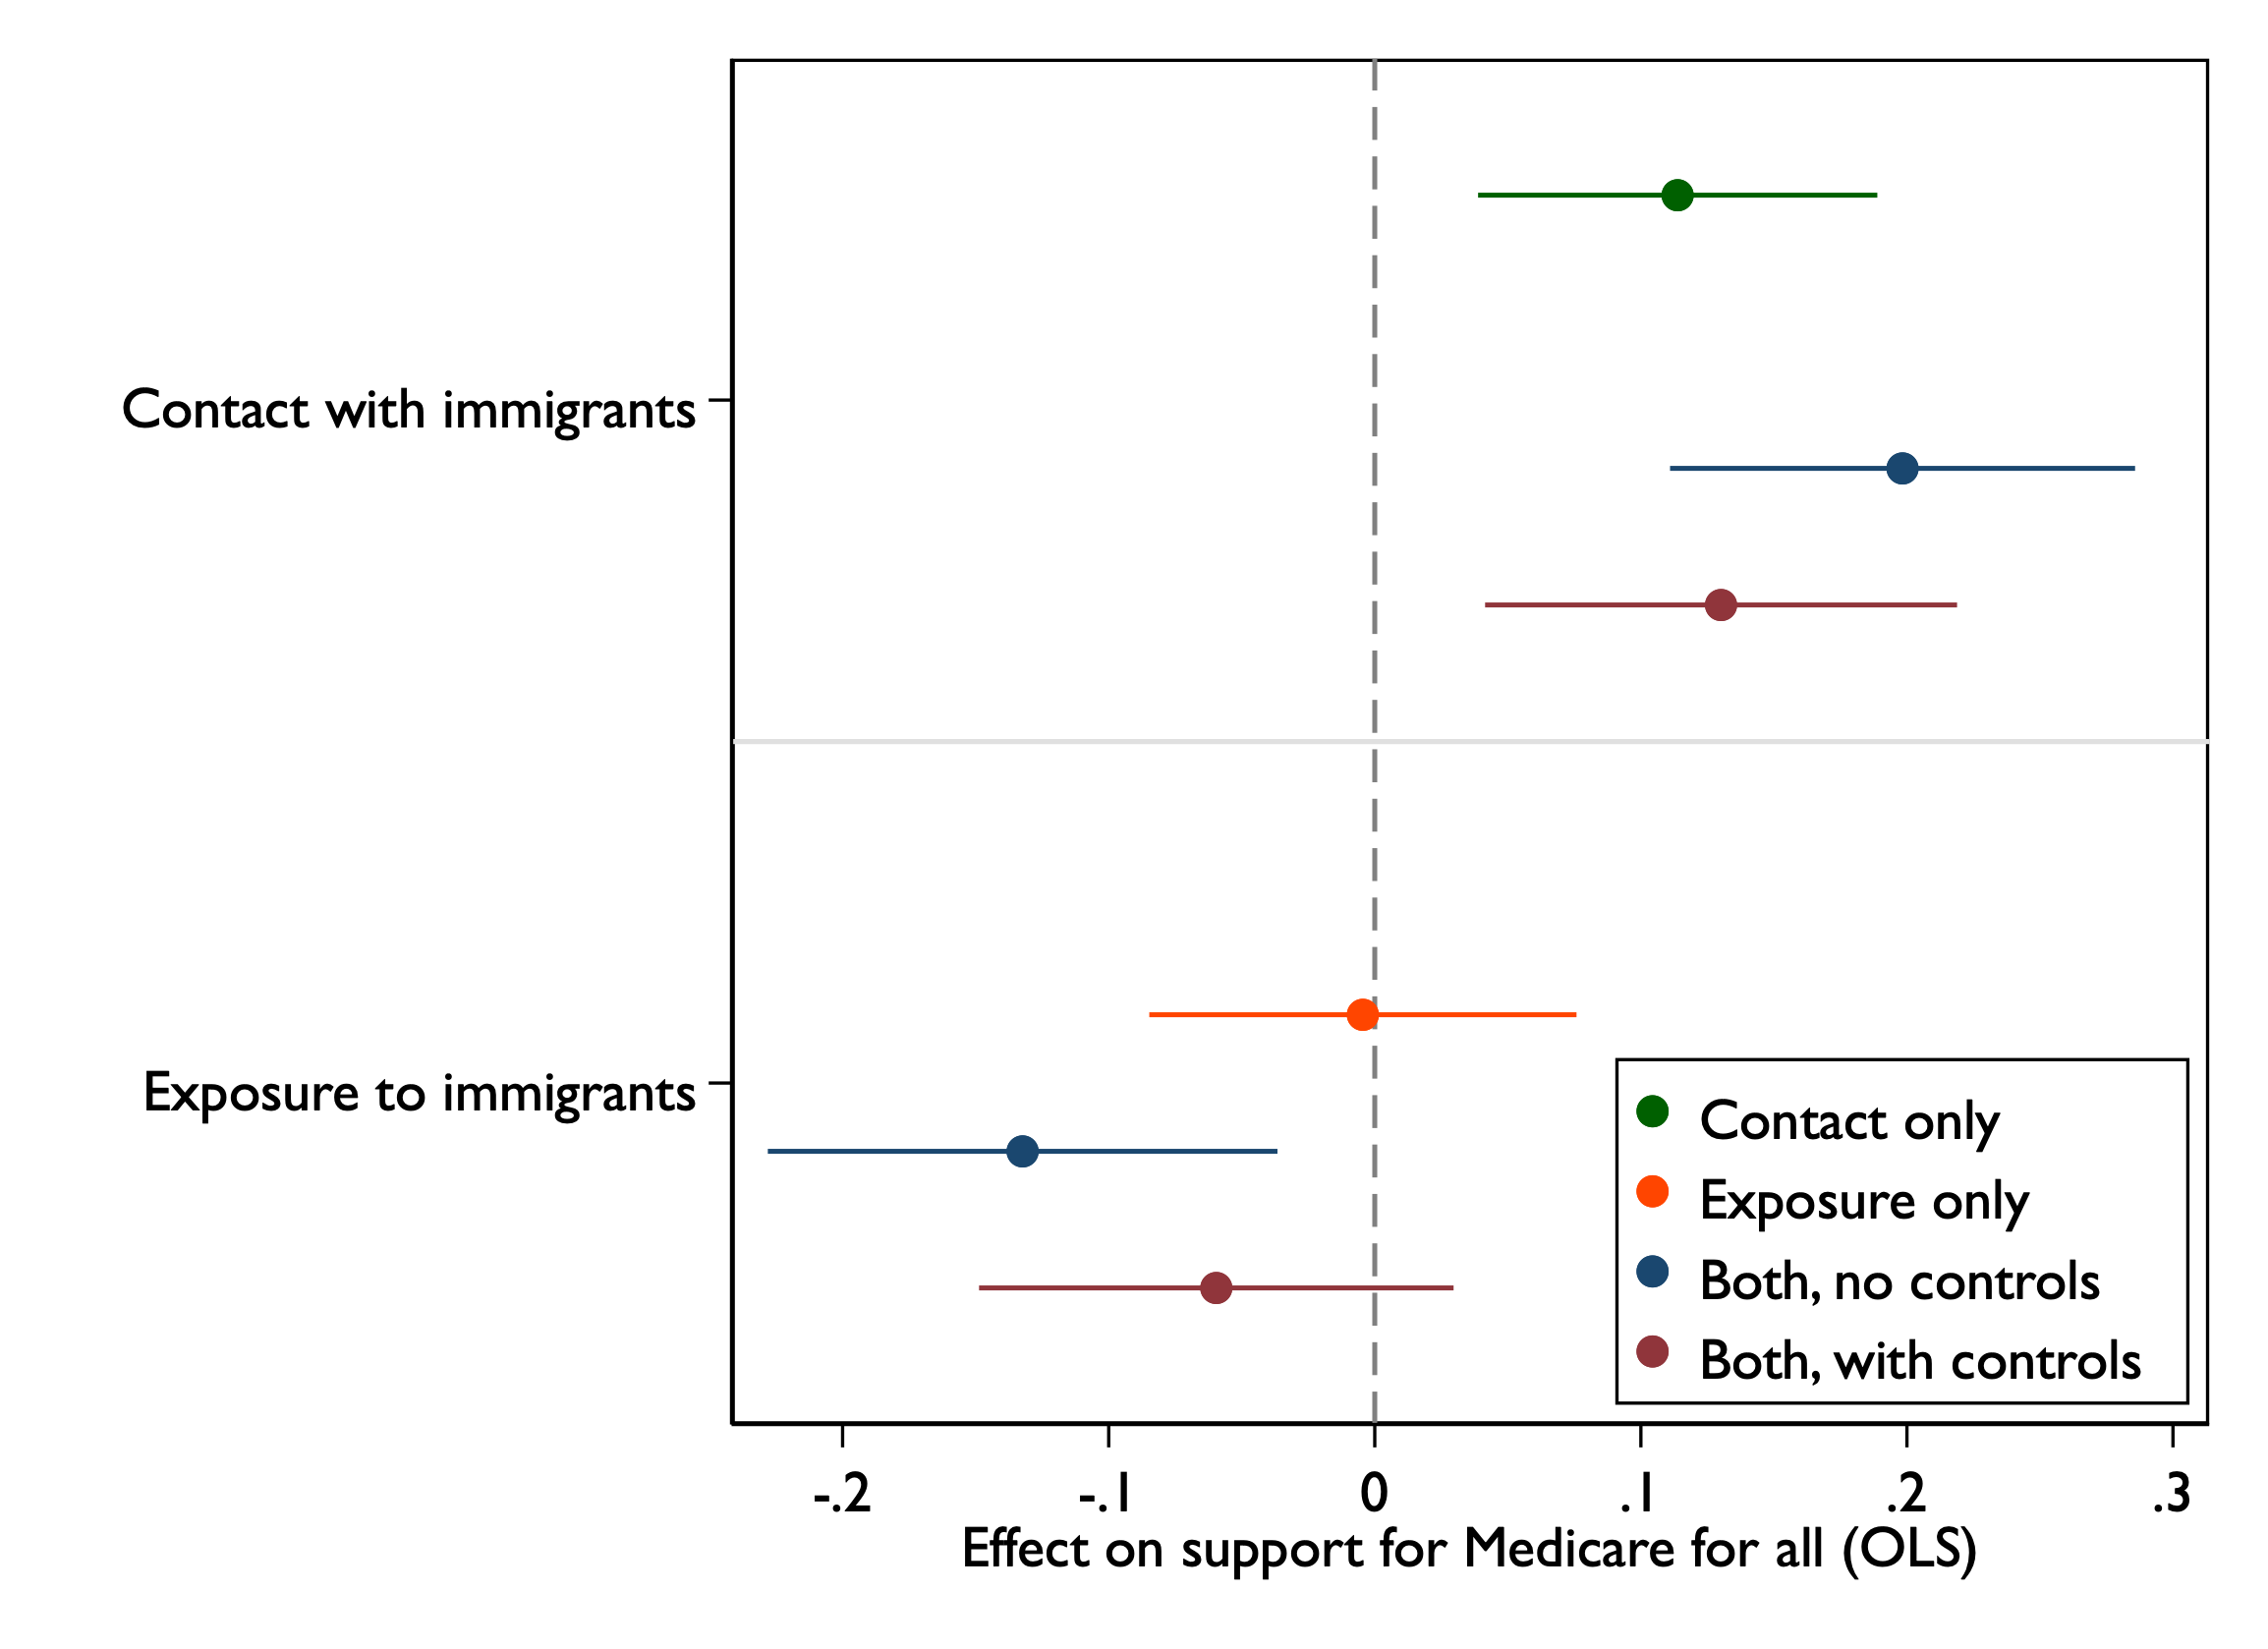 Contact with immigrants
Exposure to immigrants
Contact only
Exposure only
Both, no controls
Both, with controls
-.2 -.1 0 .1 .2 .3
Effect on support for Medicare for all (OLS)